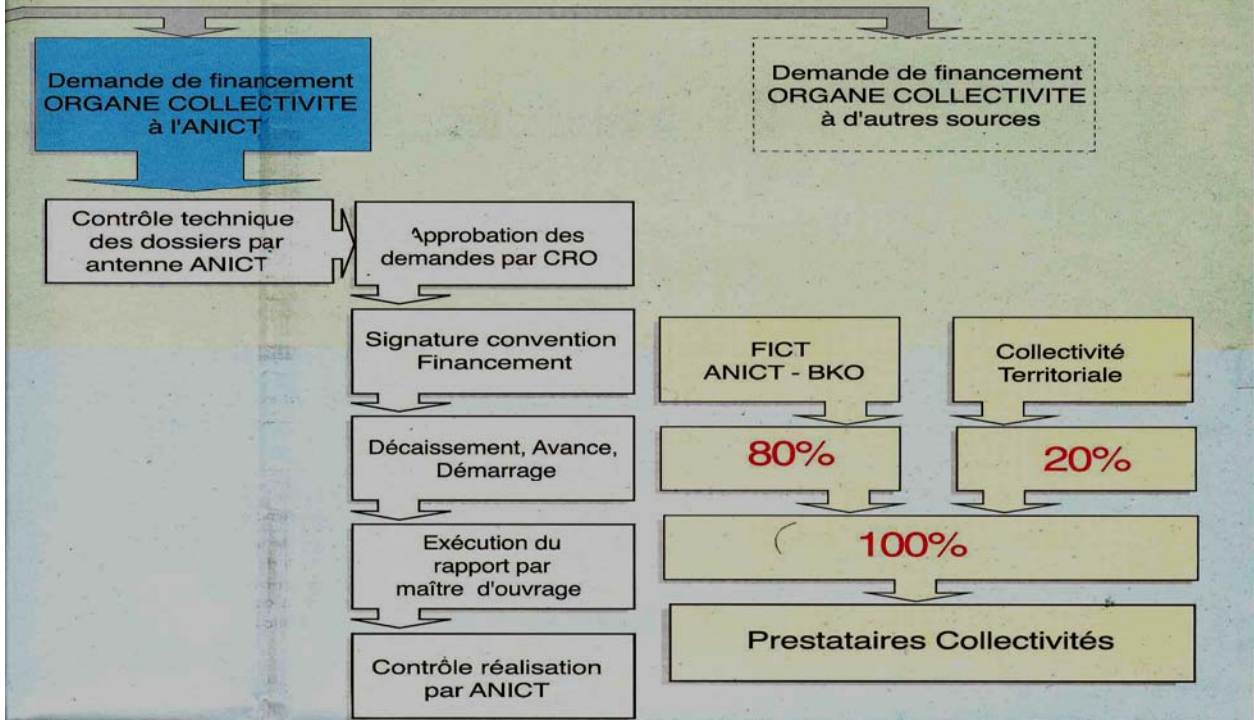 Demande de financement
ORGANE COLLECTIVITE
à l'ANICT
Demande de financement
ORGANE COLLECTIVITE
à d'autres sources
Contrôle technique
des dossiers par
antenne ANICT
Approbation des
demandes par CRO
Signature convention
Financement
Décaissement, Avance,
Démarrage
Exécution du
rapport par
maître d'ouvrage
Contrôle réalisation
par ANICT
FICT
ANICT - BKO
Collectivité
Territoriale
80%
20%
100%
Prestataires Collectivités